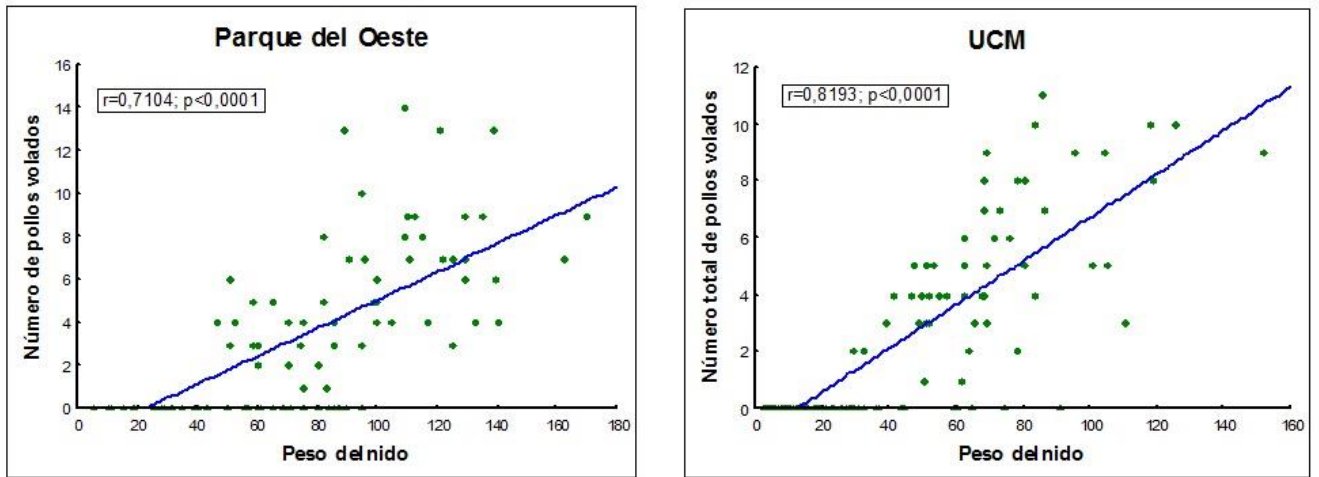 Parque del Oeste
r=0,7104; p<0,0001
Número de pollos volados
16
14
12
10
8
6
4
2
0
0 20 40 60 80 100 120 140 160 180
Peso del nido
UCM
r=0,8193; p<0,0001
Número total de pollos volados
12
10
8
6
4
2
0
0 20 40 60 80 100 120 140 160
Peso del nido